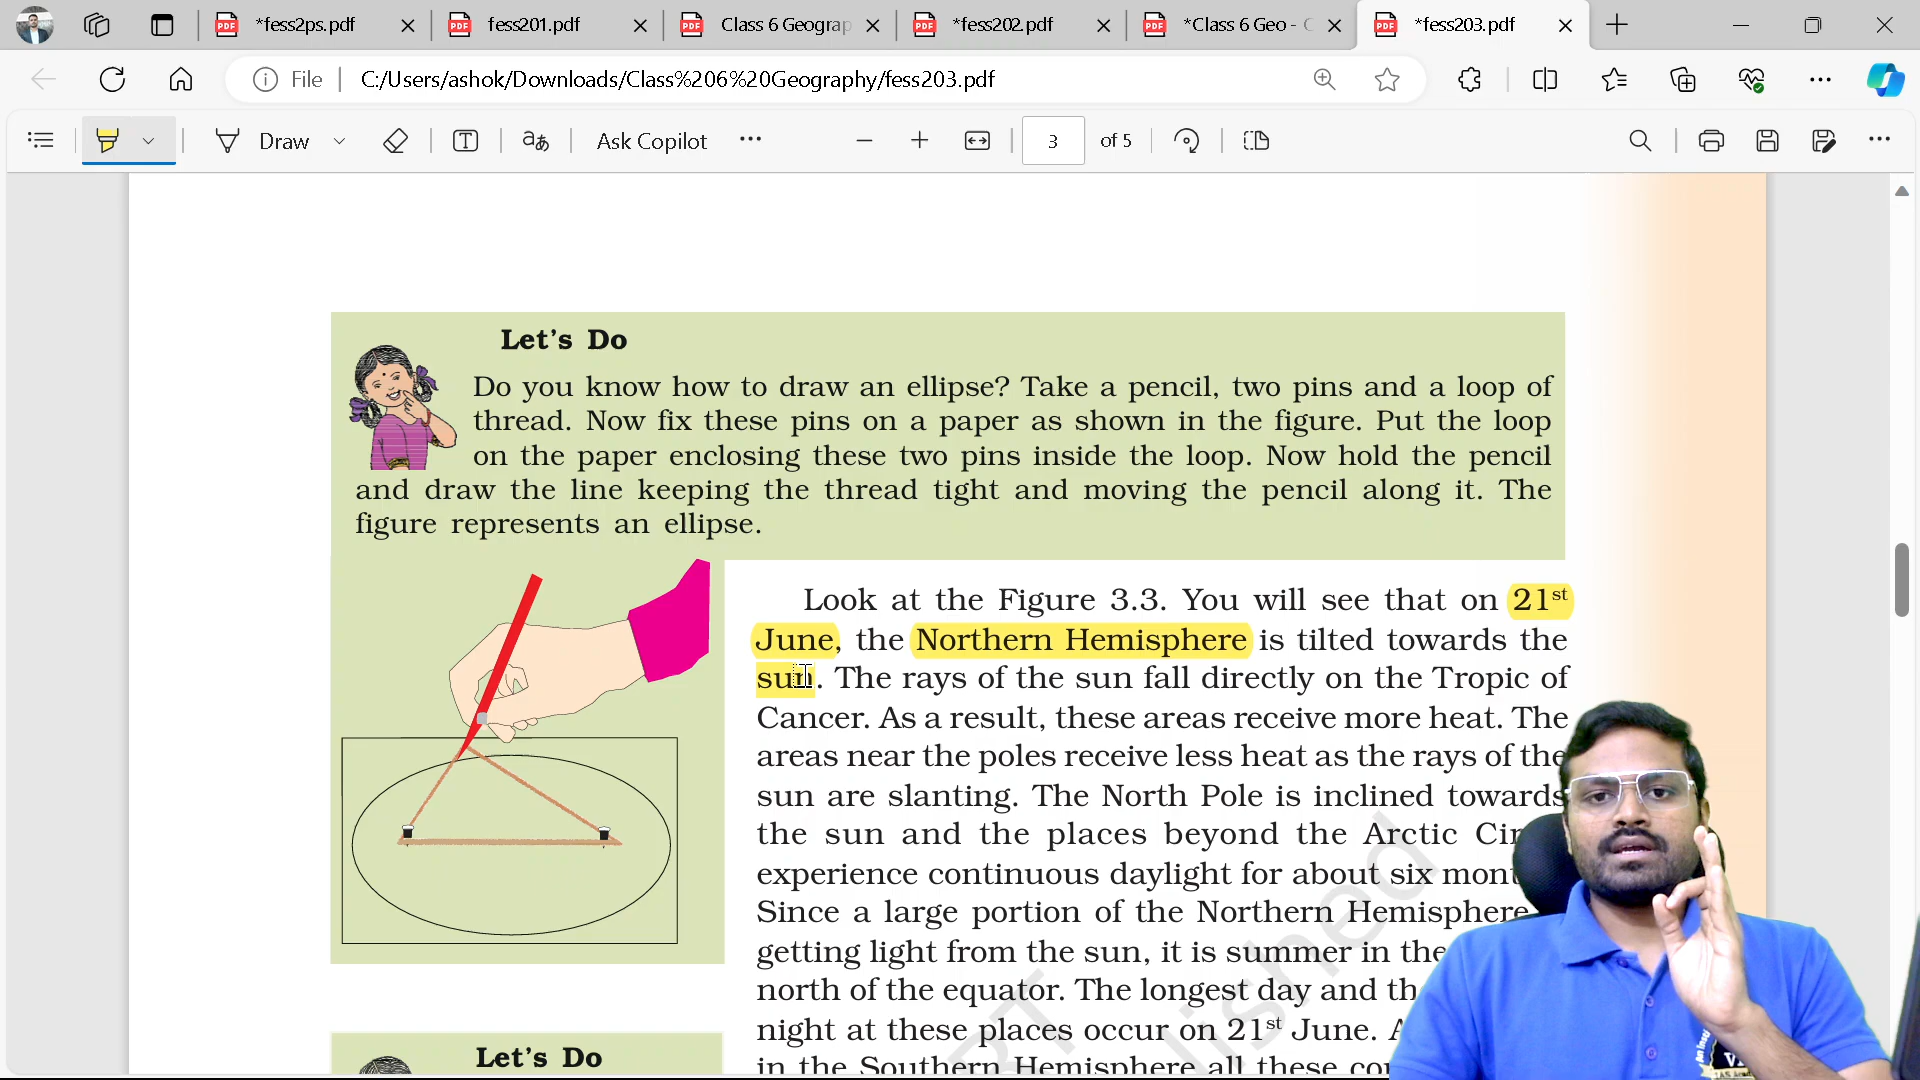 *fess2ps.pdf
fess201.pdf
Class 6 Geograp
*fess202.pdf
*Class 6 Geo - C
*fess203.pdf
File
C:/Users/ashok/Downloads/Class%206%20Geography/fess203.pdf
Draw
Ask Copilot
3 of 5
Let's Do
Do you know how to draw an ellipse? Take a pencil, two pins and a loop of
thread. Now fix these pins on a paper as shown in the figure. Put the loop
on the paper enclosing these two pins inside the loop. Now hold the pencil
and draw the line keeping the thread tight and moving the pencil along it. The
figure represents an ellipse.
Look at the Figure 3.3. You will see that on 21st
June, the Northern Hemisphere is tilted towards the
sun. The rays of the sun fall directly on the Tropic of
Cancer. As a result, these areas receive more heat. The
areas near the poles receive less heat as the rays of the
sun are slanting. The North Pole is inclined towards
the sun and the places beyond the Arctic Cir
experience continuous daylight for about six mont
Since a large portion of the Northern Hemisphere
getting light from the sun, it is summer in the
north of the equator. The longest day and th
night at these places occur on 21st June. A
in the Southern Hemisphere all these con
Let's Do